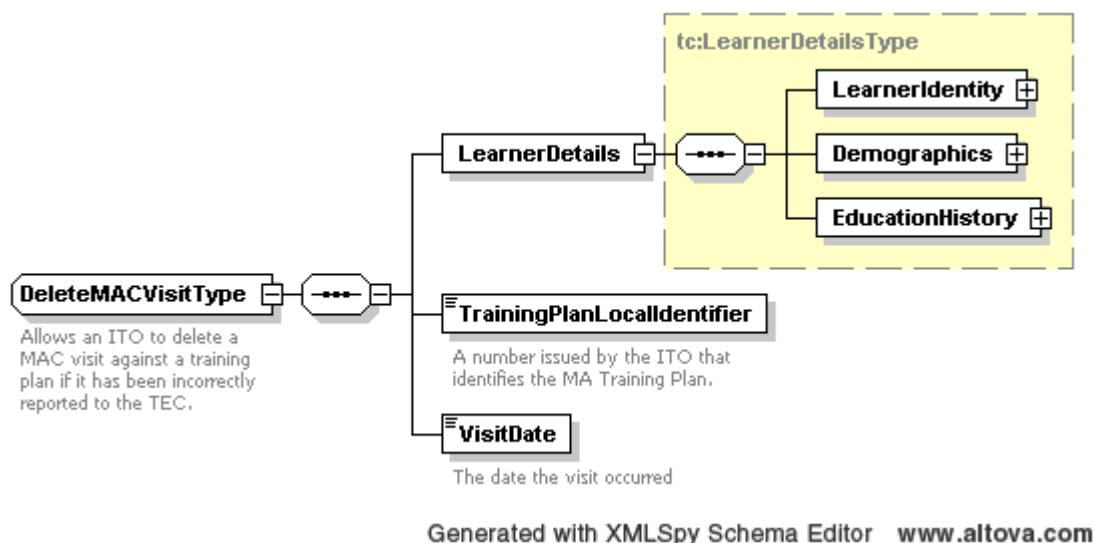 tc:LearnerDetailsType
LearnerIdentity
LearnerDetails
Demographics
EducationHistory
DeleteMACVisitType
Allows an ITO to delete a
MAC visit against a training
plan if it has been incorrectly
reported to the TEC.
TrainingPlanLocalIdentifier
A number issued by the ITO that
identifies the MA Training Plan.
VisitDate
The date the visit occurred
Generated with XMLSpy Schema Editor www.altova.com